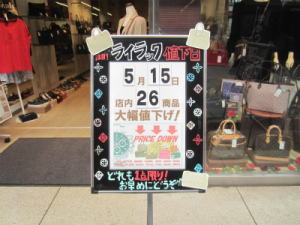 ライラック値下日
5月15日
店内26商品
大幅値下げ!
PRICE DOWN
どれも1点限り!
お早めにどうぞ